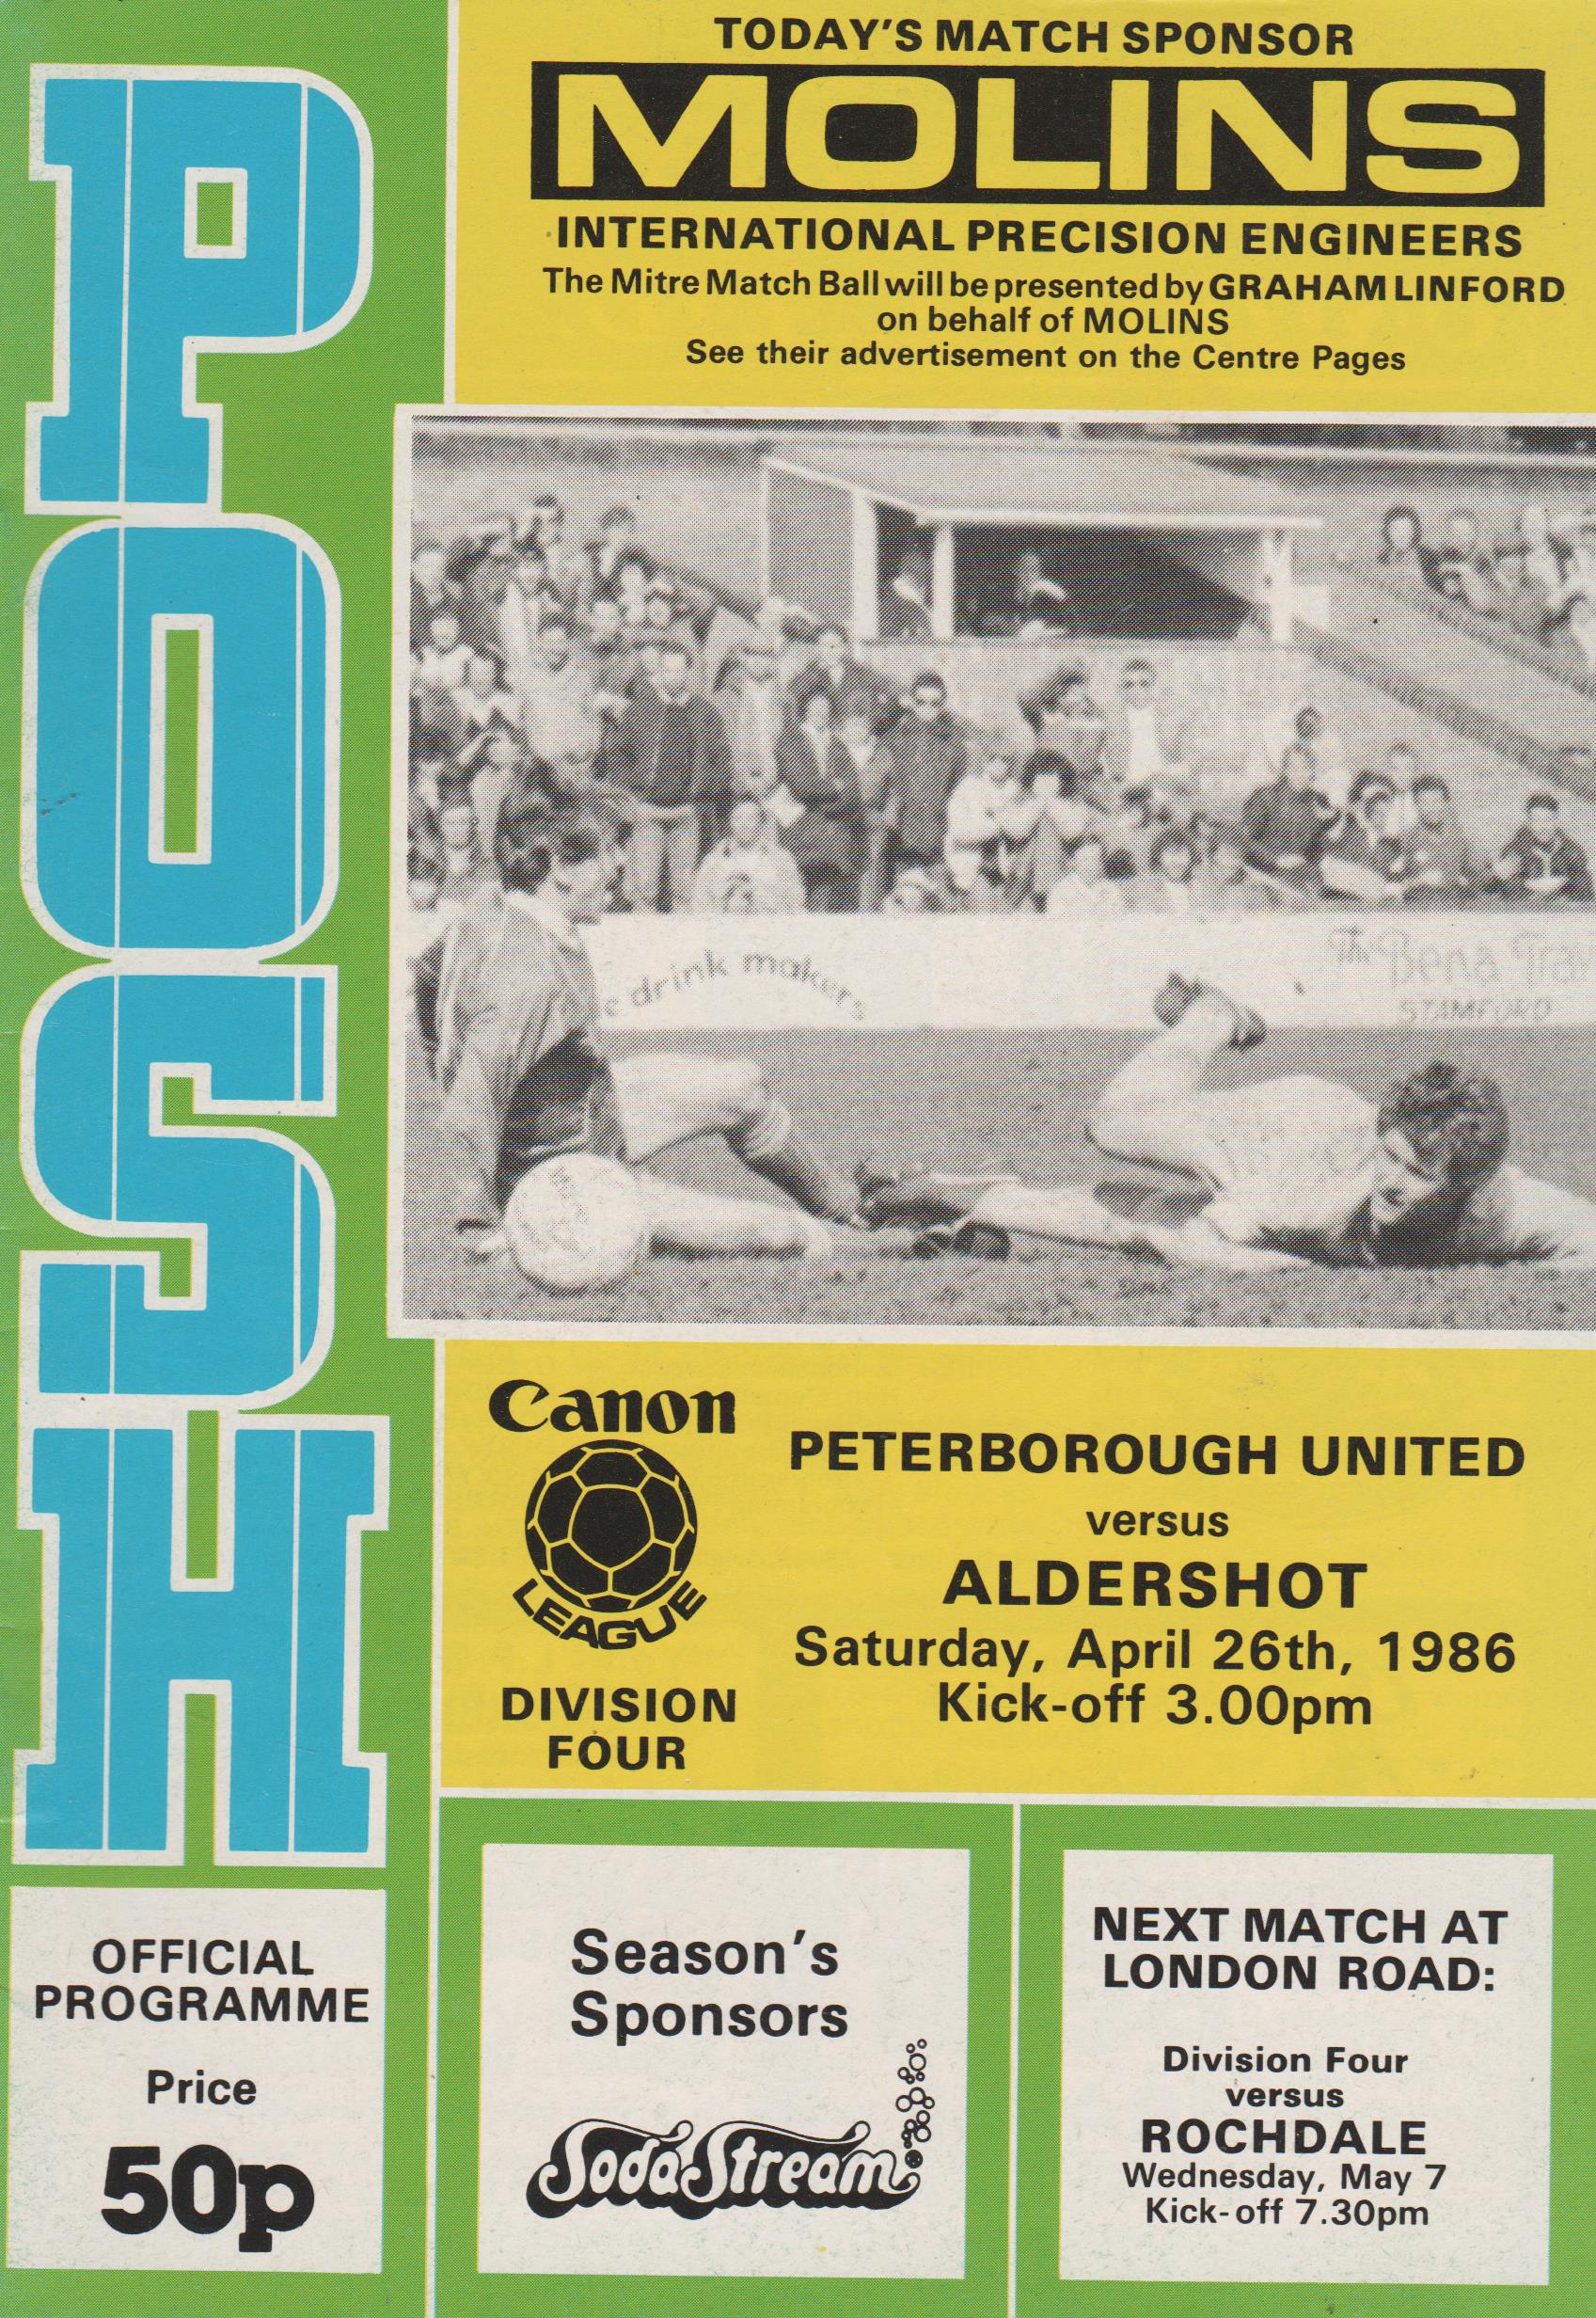 POSH
TODAY'S MATCH SPONSOR
MOLINS
INTERNATIONAL PRECISION ENGINEERS
The Mitre Match Ball will be presented by GRAHAM LINFORD
on behalf of MOLINS
See their advertisement on the Centre Pages
drink makers
STAMFORD
Canon
LEAGUE
DIVISION
FOUR
PETERBOROUGH UNITED
versus
ALDERSHOT
Saturday, April 26th, 1986
Kick-off 3.00pm
OFFICIAL
PROGRAMME
Price
50p
Season's
Sponsors
SodaStream
NEXT MATCH AT
LONDON ROAD:
Division Four
versus
ROCHDALE
Wednesday, May 7
Kick-off 7.30pm